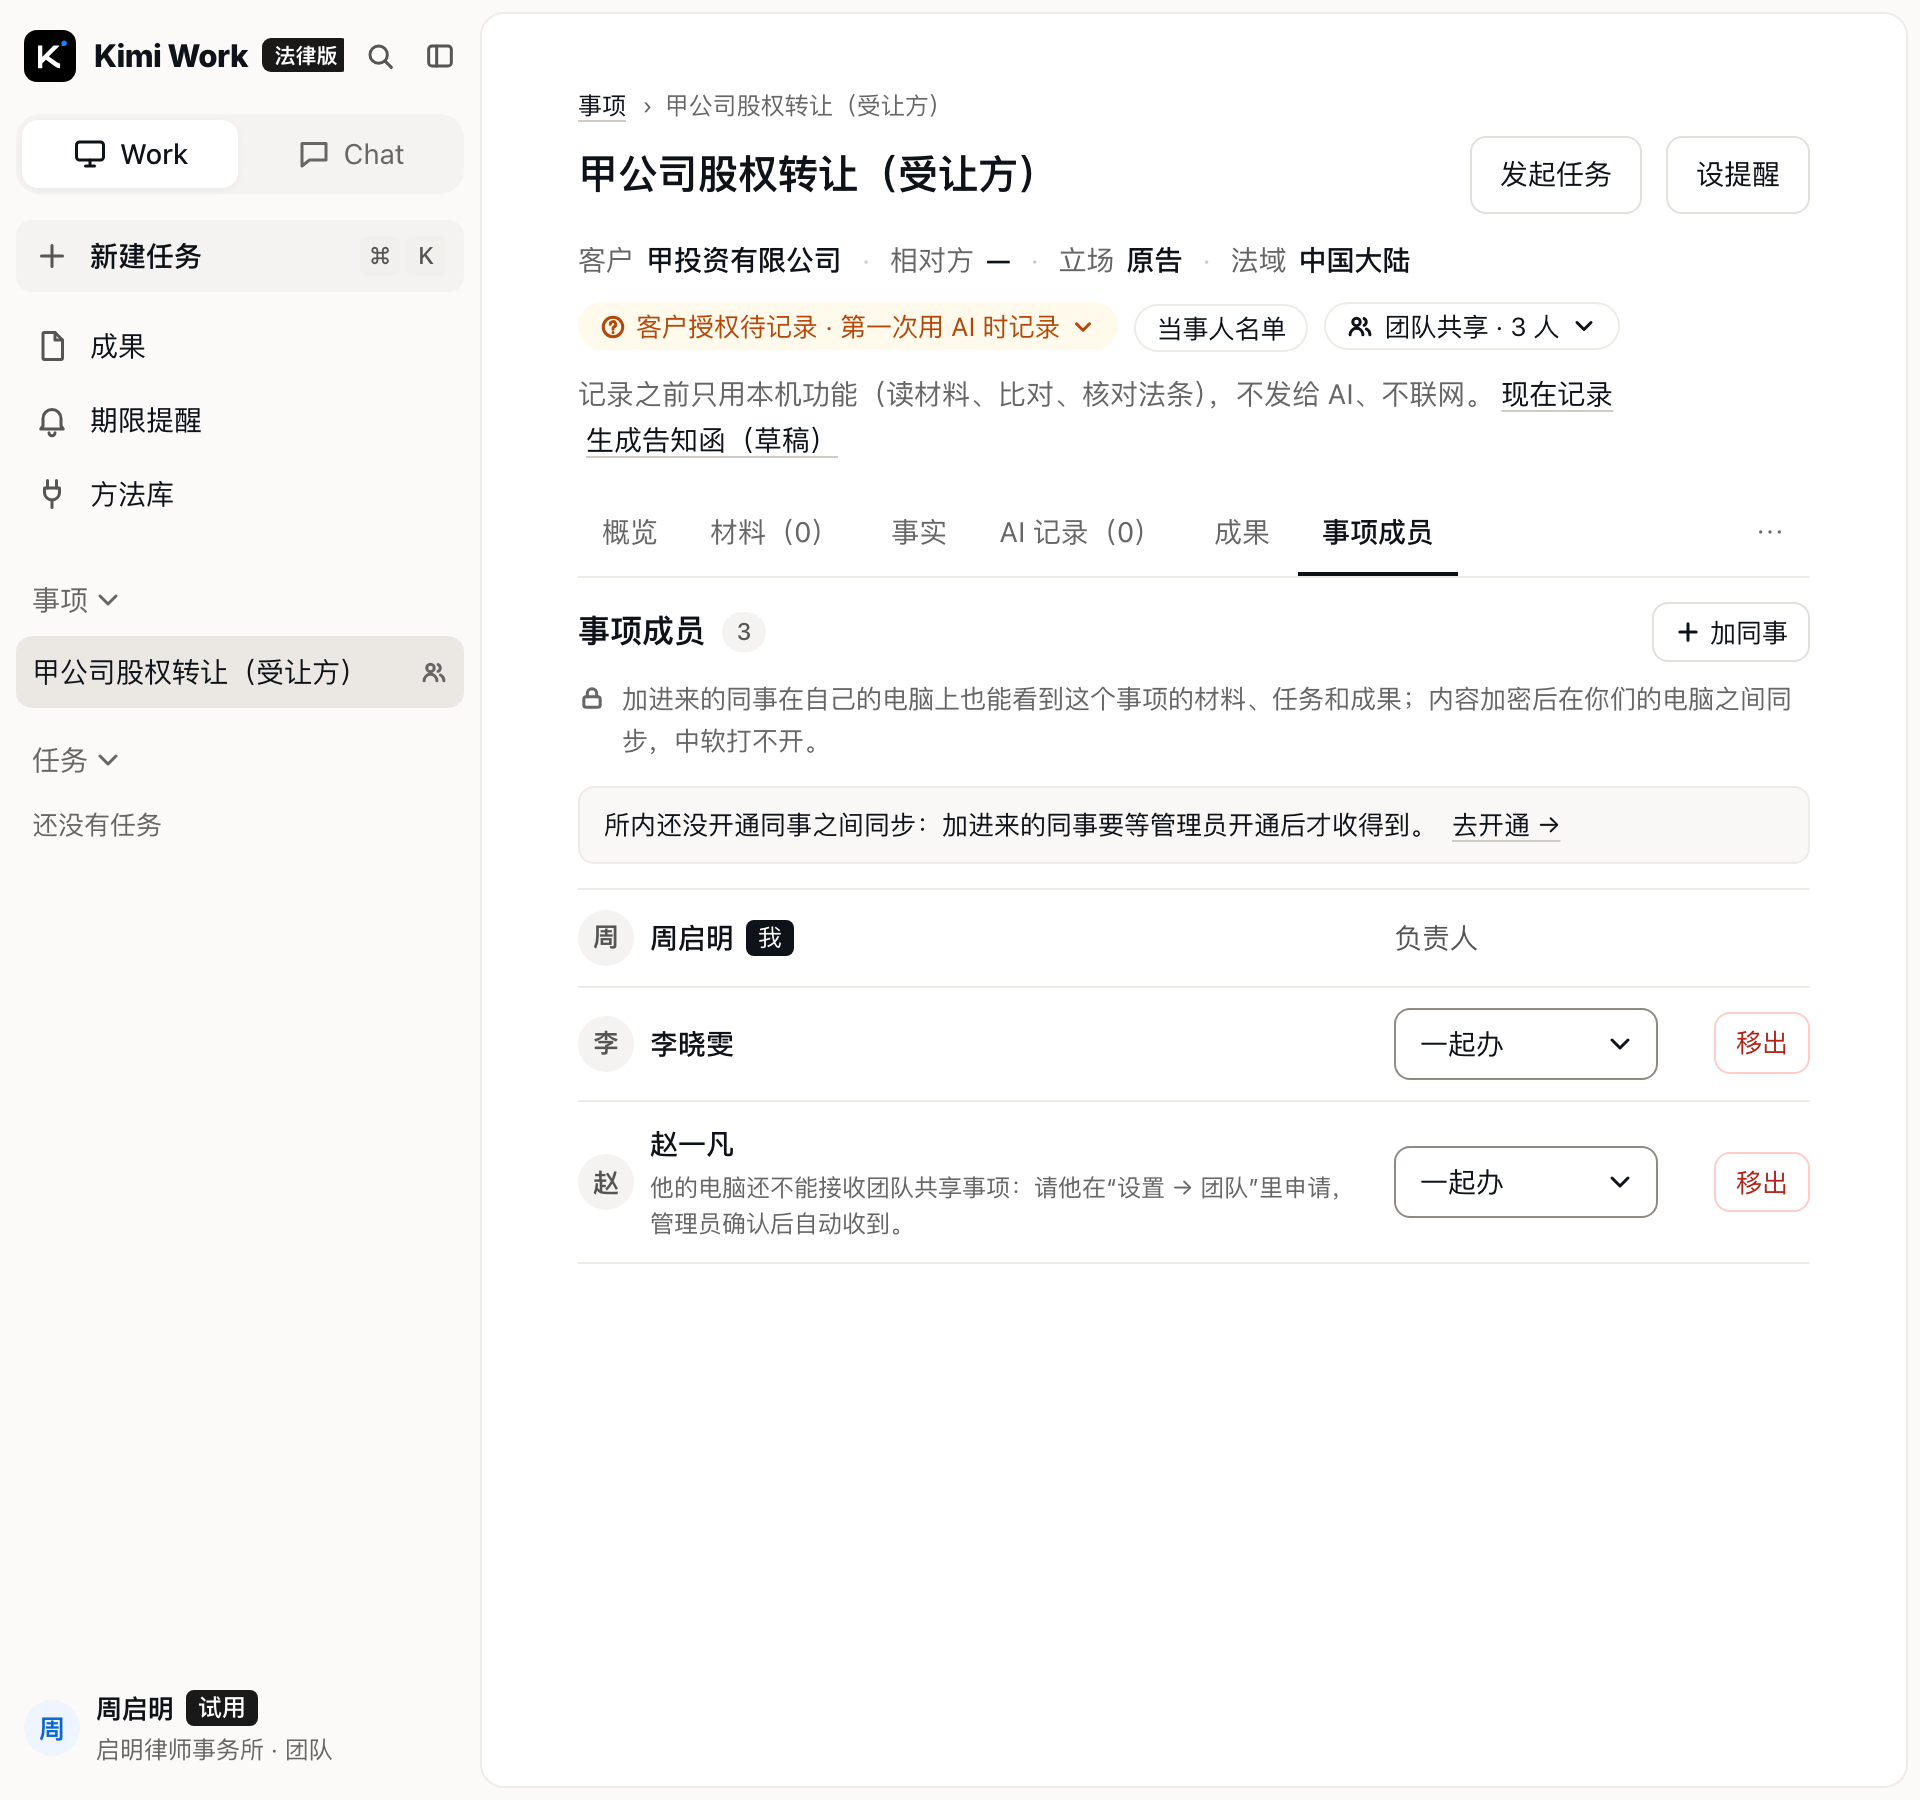 Kimi Work 法律版
Work
Chat
新建任务 ⌘ K
成果
期限提醒
方法库
事项
甲公司股权转让（受让方）
任务
还没有任务
周
周启明 试用
启明律师事务所 · 团队
事项 › 甲公司股权转让（受让方）
甲公司股权转让（受让方）
发起任务
设提醒
客户 甲投资有限公司 · 相对方 — · 立场 原告 · 法域 中国大陆
客户授权待记录 · 第一次用 AI 时记录
当事人名单
团队共享 · 3 人
记录之前只用本机功能（读材料、比对、核对法条），不发给 AI、不联网。 现在记录
生成告知函（草稿）
概览 材料（0） 事实 AI 记录（0） 成果 事项成员 ···
事项成员 3
+ 加同事
加进来的同事在自己的电脑上也能看到这个事项的材料、任务和成果；内容加密后在你们的电脑之间同
步，中软打不开。
所内还没开通同事之间同步：加进来的同事要等管理员开通后才收得到。 去开通 →
周 周启明 我 负责人
李 李晓雯 一起办 移出
赵 赵一凡 一起办 移出
他的电脑还不能接收团队共享事项：请他在“设置 → 团队”里申请，
管理员确认后自动收到。